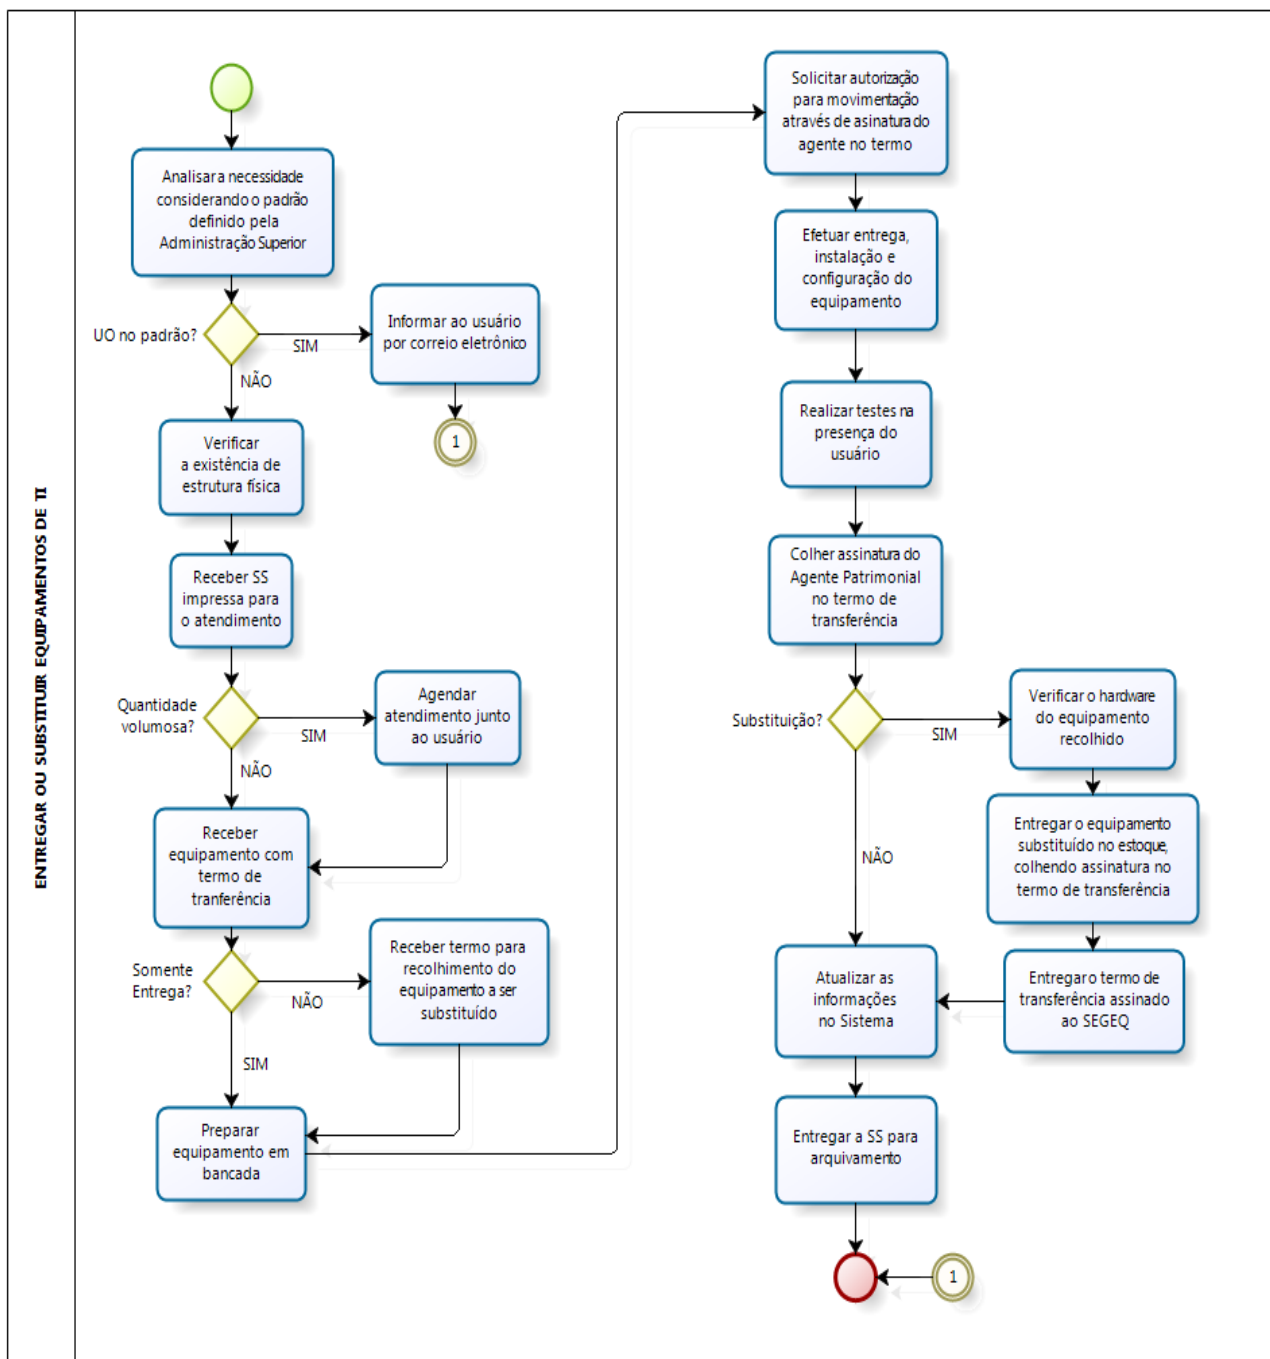 ENTREGAR OU SUBSTITUIR EQUIPAMENTOS DE TI
Analisar a necessidade
considerando o padrão
definido pela
Administração Superior
UO no padrão?
SIM
NÃO
Informar ao usuário
por correio eletrônico
1
Verificar
a existência de
estrutura física
Receber SS
impressa para
o atendimento
Quantidade
volumosa?
SIM
NÃO
Agendar
atendimento junto
ao usuário
Receber
equipamento com
termo de
tranferência
Somente
Entrega?
NÃO
SIM
Receber termo para
recolhimento do
equipamento a ser
substituído
Preparar
equipamento em
bancada
Solicitar autorização
para movimentação
através de asinatura do
agente no termo
Efetuar entrega,
instalação e
configuração do
equipamento
Realizar testes na
presença do
usuário
Colher assinatura do
Agente Patrimonial
no termo de
transferência
Substituição?
SIM
NÃO
Verificar o hardware
do equipamento
recolhido
Entregar o equipamento
substituído no estoque,
colhendo assinatura no
termo de transferência
Entregar o termo de
transferência assinado
ao SEGEQ
Atualizar as
informações
no Sistema
Entregar a SS para
arquivamento
1